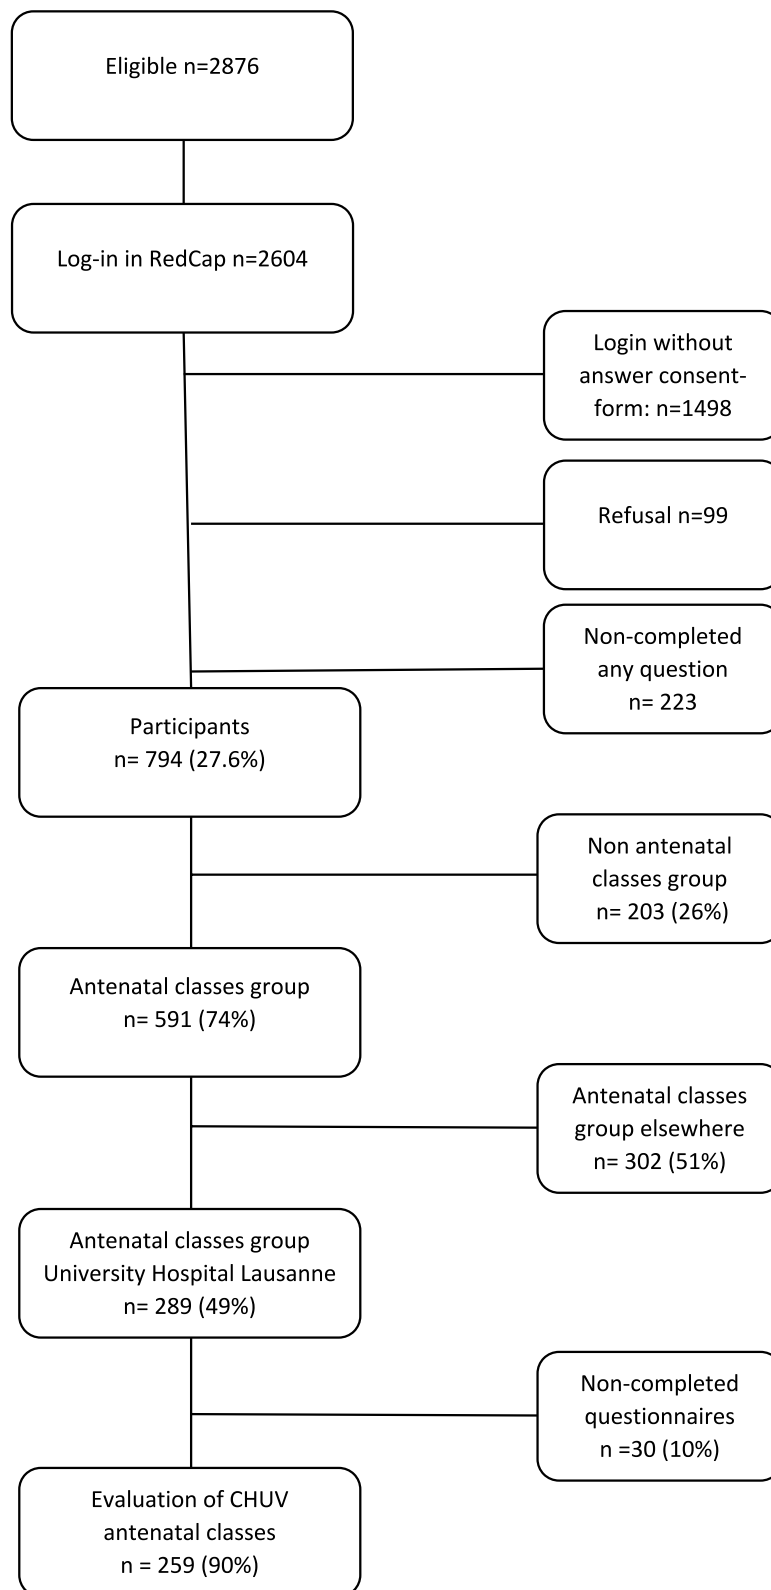 Eligible n=2876
Log-in in RedCap n=2604
Login without
answer consent-
form: n=1498
Refusal n=99
Non-completed
any question
n= 223
Participants
n= 794 (27.6%)
Non antenatal
classes group
n= 203 (26%)
Antenatal classes group
n= 591 (74%)
Antenatal classes
group elsewhere
n= 302 (51%)
Antenatal classes group
University Hospital Lausanne
n= 289 (49%)
Non-completed
questionnaires
n =30 (10%)
Evaluation of CHUV
antenatal classes
n = 259 (90%)